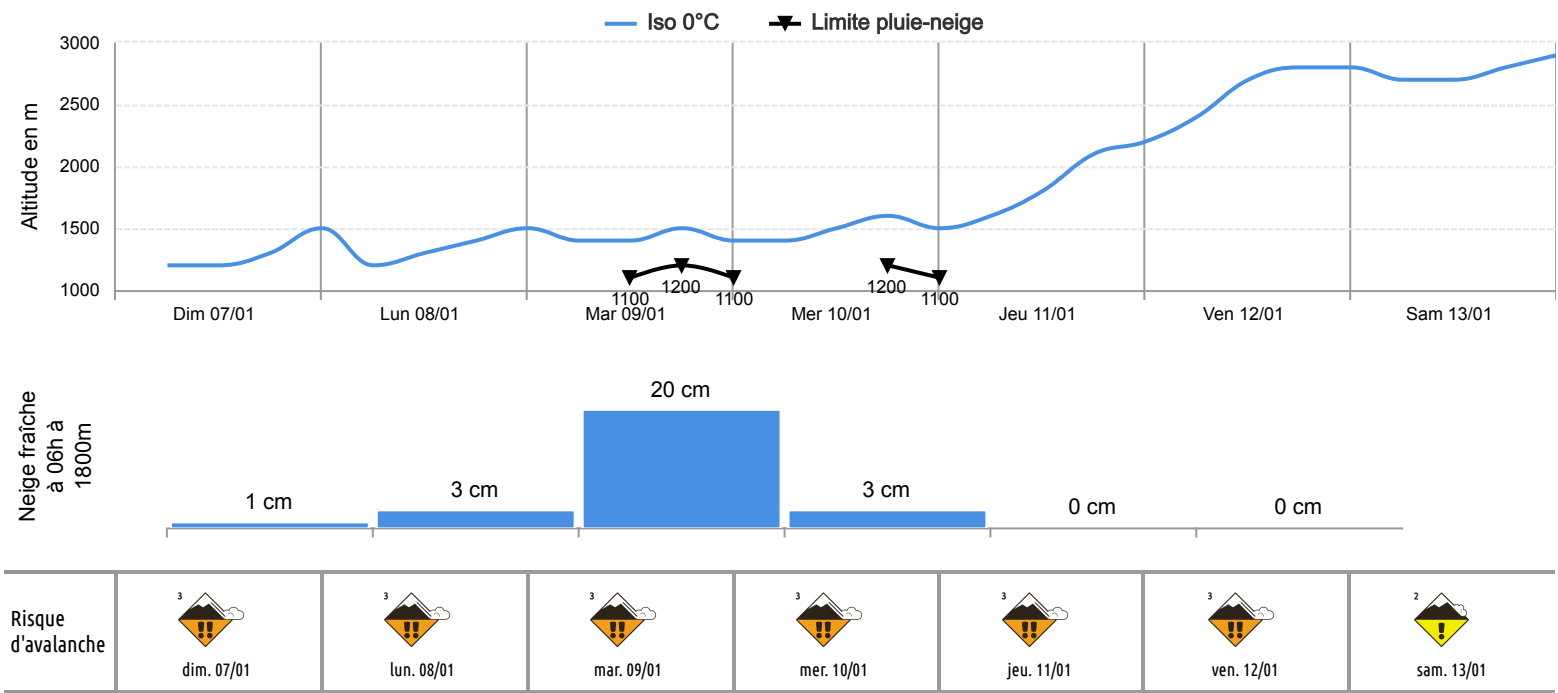 Iso 0°C Limite pluie-neige
Altitude en m
3000
2500
2000
1500
1000
1100 1200 1100 1200 1100
Dim 07/01 Lun 08/01 Mar 09/01 Mer 10/01 Jeu 11/01 Ven 12/01 Sam 13/01
Neige fraîche
à 06h à
1800m
1 cm 3 cm 20 cm 3 cm 0 cm 0 cm
Risque
d'avalanche
3 3 3 3 3 3 2
!! !! !! !! !! !! !
dim. 07/01 lun. 08/01 mar. 09/01 mer. 10/01 jeu. 11/01 ven. 12/01 sam. 13/01